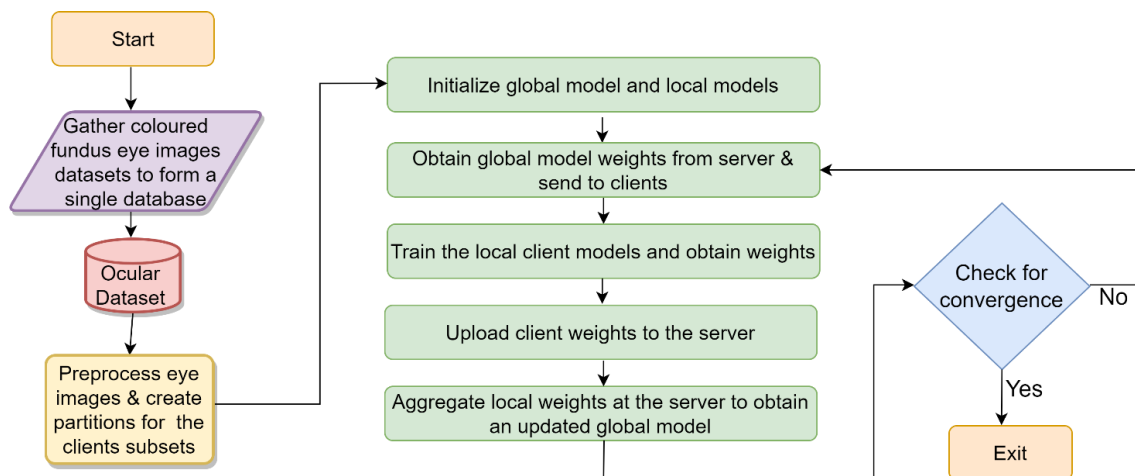 Start
Gather coloured
fundus eye images
datasets to form a
single database
Ocular
Dataset
Preprocess eye
images & create
partitions for the
clients subsets
Initialize global model and local models
Obtain global model weights from server &
send to clients
Train the local client models and obtain weights
Upload client weights to the server
Aggregate local weights at the server to obtain
an updated global model
Check for
convergence
No
Yes
Exit